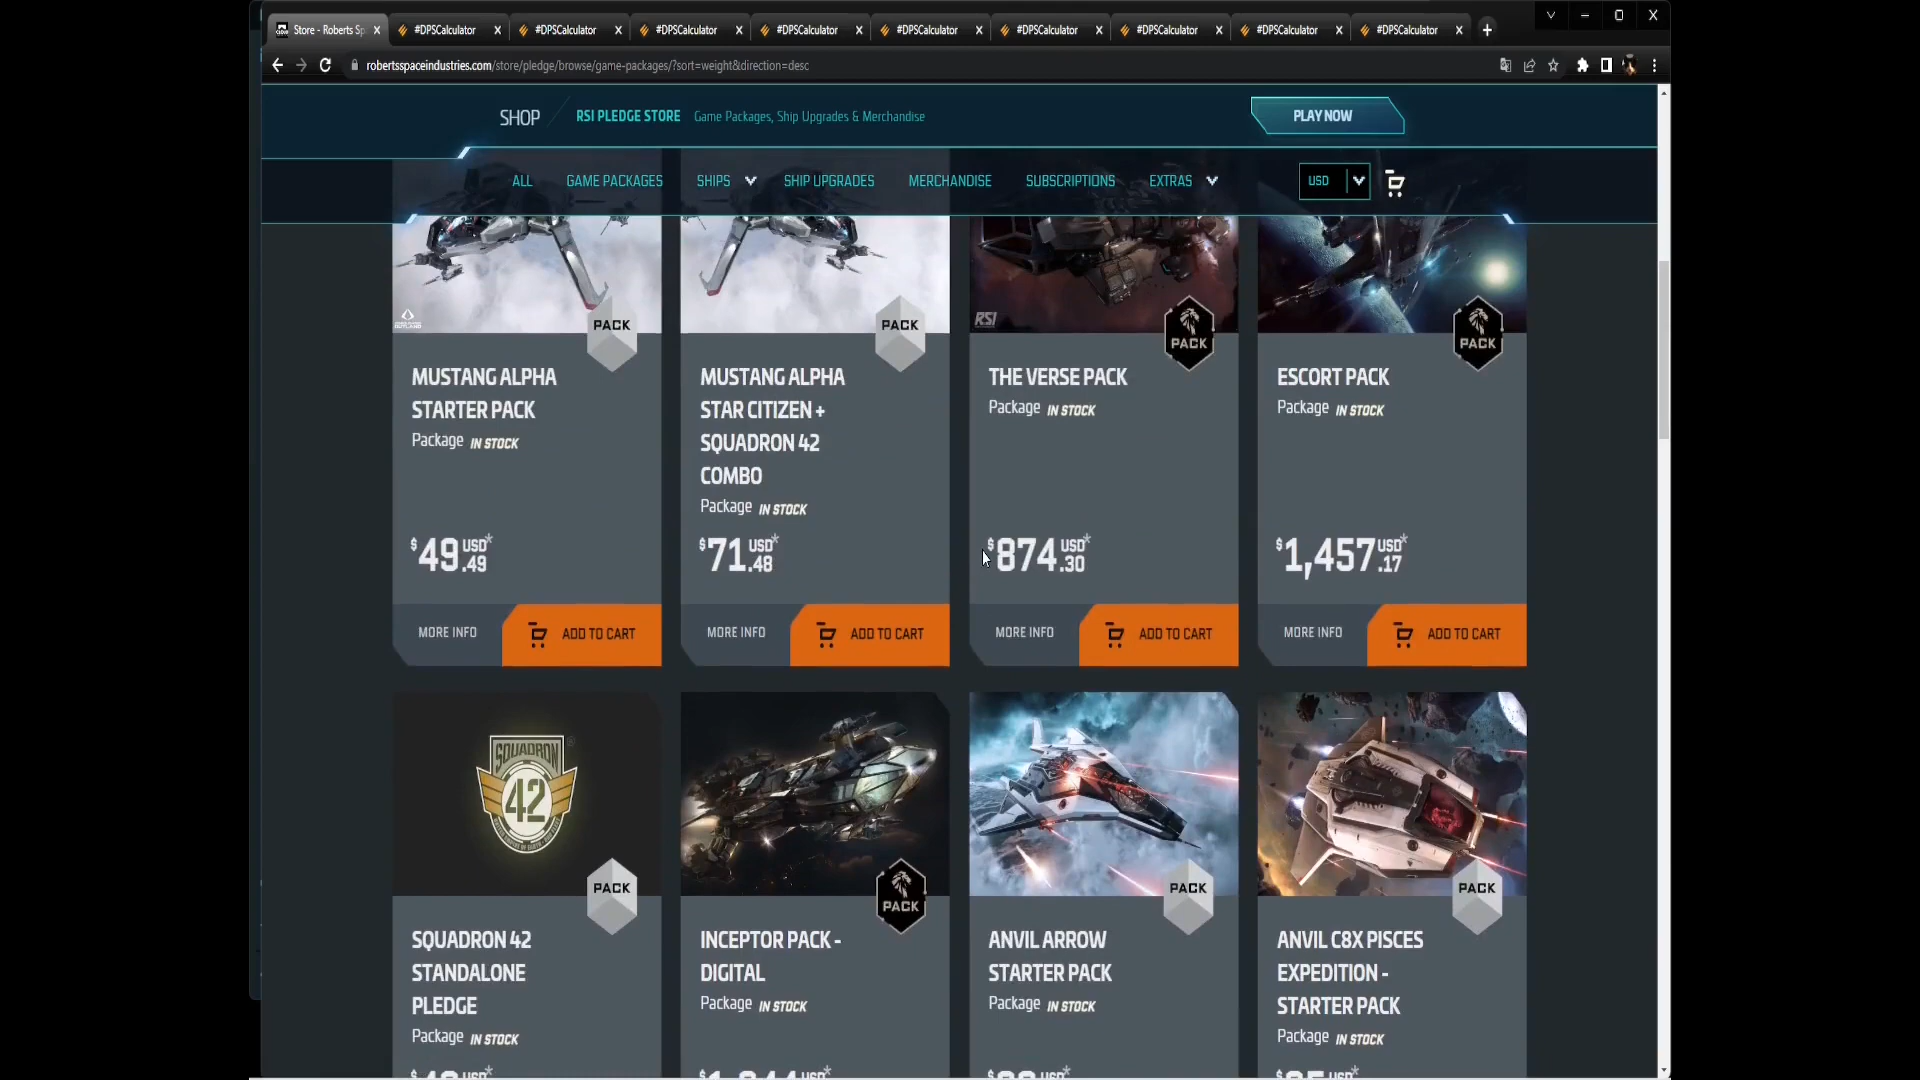 Store - Roberts Sp
#DPSCalculator
#DPSCalculator
#DPSCalculator
#DPSCalculator
#DPSCalculator
#DPSCalculator
#DPSCalculator
#DPSCalculator
#DPSCalculator
robertsspaceindustries.com/store/pledge/browse/game-packages/?sort=weight&direction=desc
SHOP
RSI PLEDGE STORE
Game Packages, Ship Upgrades & Merchandise
PLAY NOW
ALL
GAME PACKAGES
SHIPS
SHIP UPGRADES
MERCHANDISE
SUBSCRIPTIONS
EXTRAS
USD
RSI
PACK
PACK
PACK
PACK
MUSTANG ALPHA
STARTER PACK
Package IN STOCK
$49.49 USD*
MORE INFO
ADD TO CART
MUSTANG ALPHA
STAR CITIZEN +
SQUADRON 42
COMBO
Package IN STOCK
$71.48 USD*
MORE INFO
ADD TO CART
THE VERSE PACK
Package IN STOCK
$874.30 USD*
MORE INFO
ADD TO CART
ESCORT PACK
Package IN STOCK
$1,457.17 USD*
MORE INFO
ADD TO CART
SQUADRON
42
PACK
PACK
PACK
PACK
SQUADRON 42
STANDALONE
PLEDGE
Package IN STOCK
INCEPTOR PACK -
DIGITAL
Package IN STOCK
ANVIL ARROW
STARTER PACK
Package IN STOCK
ANVIL C8X PISCES
EXPEDITION -
STARTER PACK
Package IN STOCK